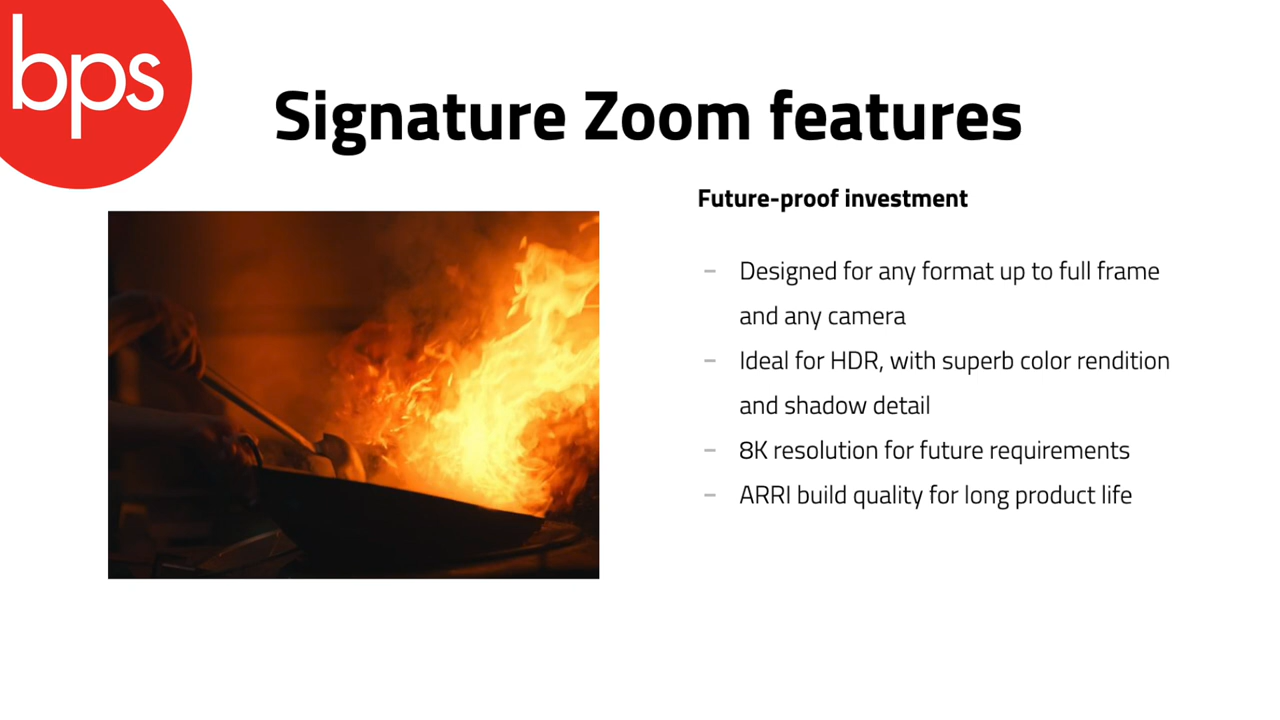 bps
Signature Zoom features
Future-proof investment
– Designed for any format up to full frame
and any camera
– Ideal for HDR, with superb color rendition
and shadow detail
– 8K resolution for future requirements
– ARRI build quality for long product life